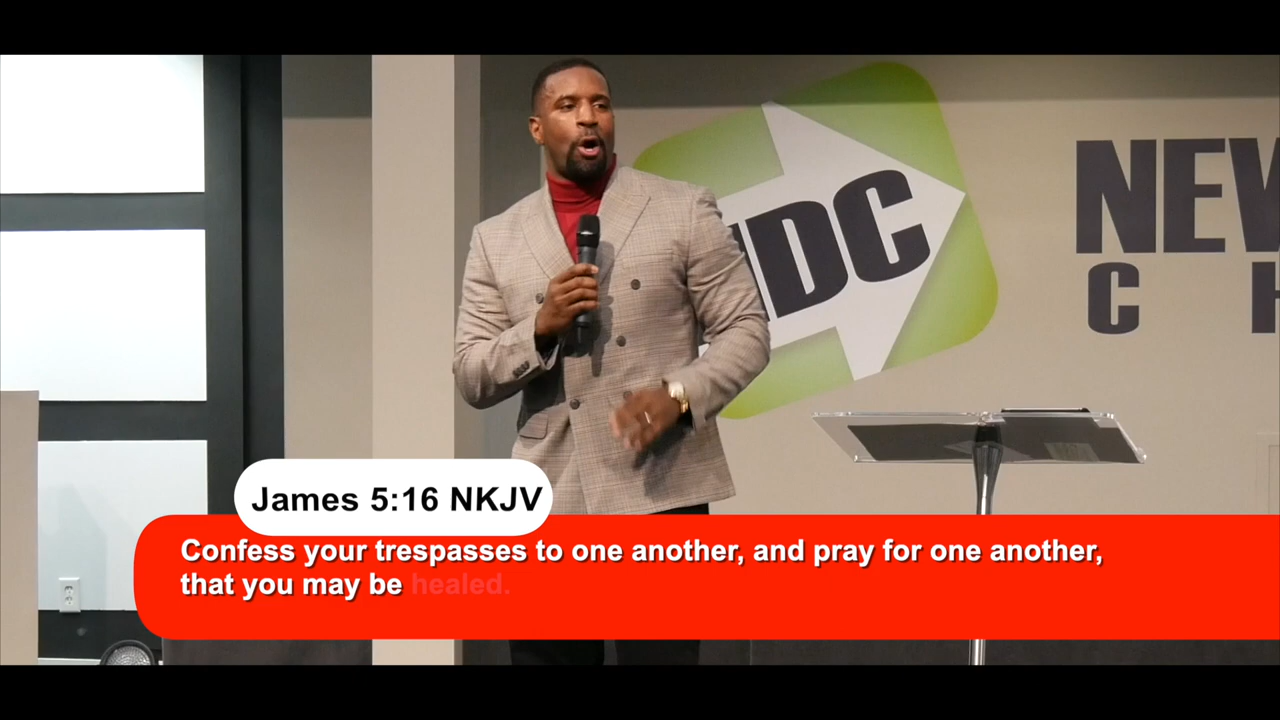 NDC
NEW
C H
James 5:16 NKJV
Confess your trespasses to one another, and pray for one another,
that you may be healed.